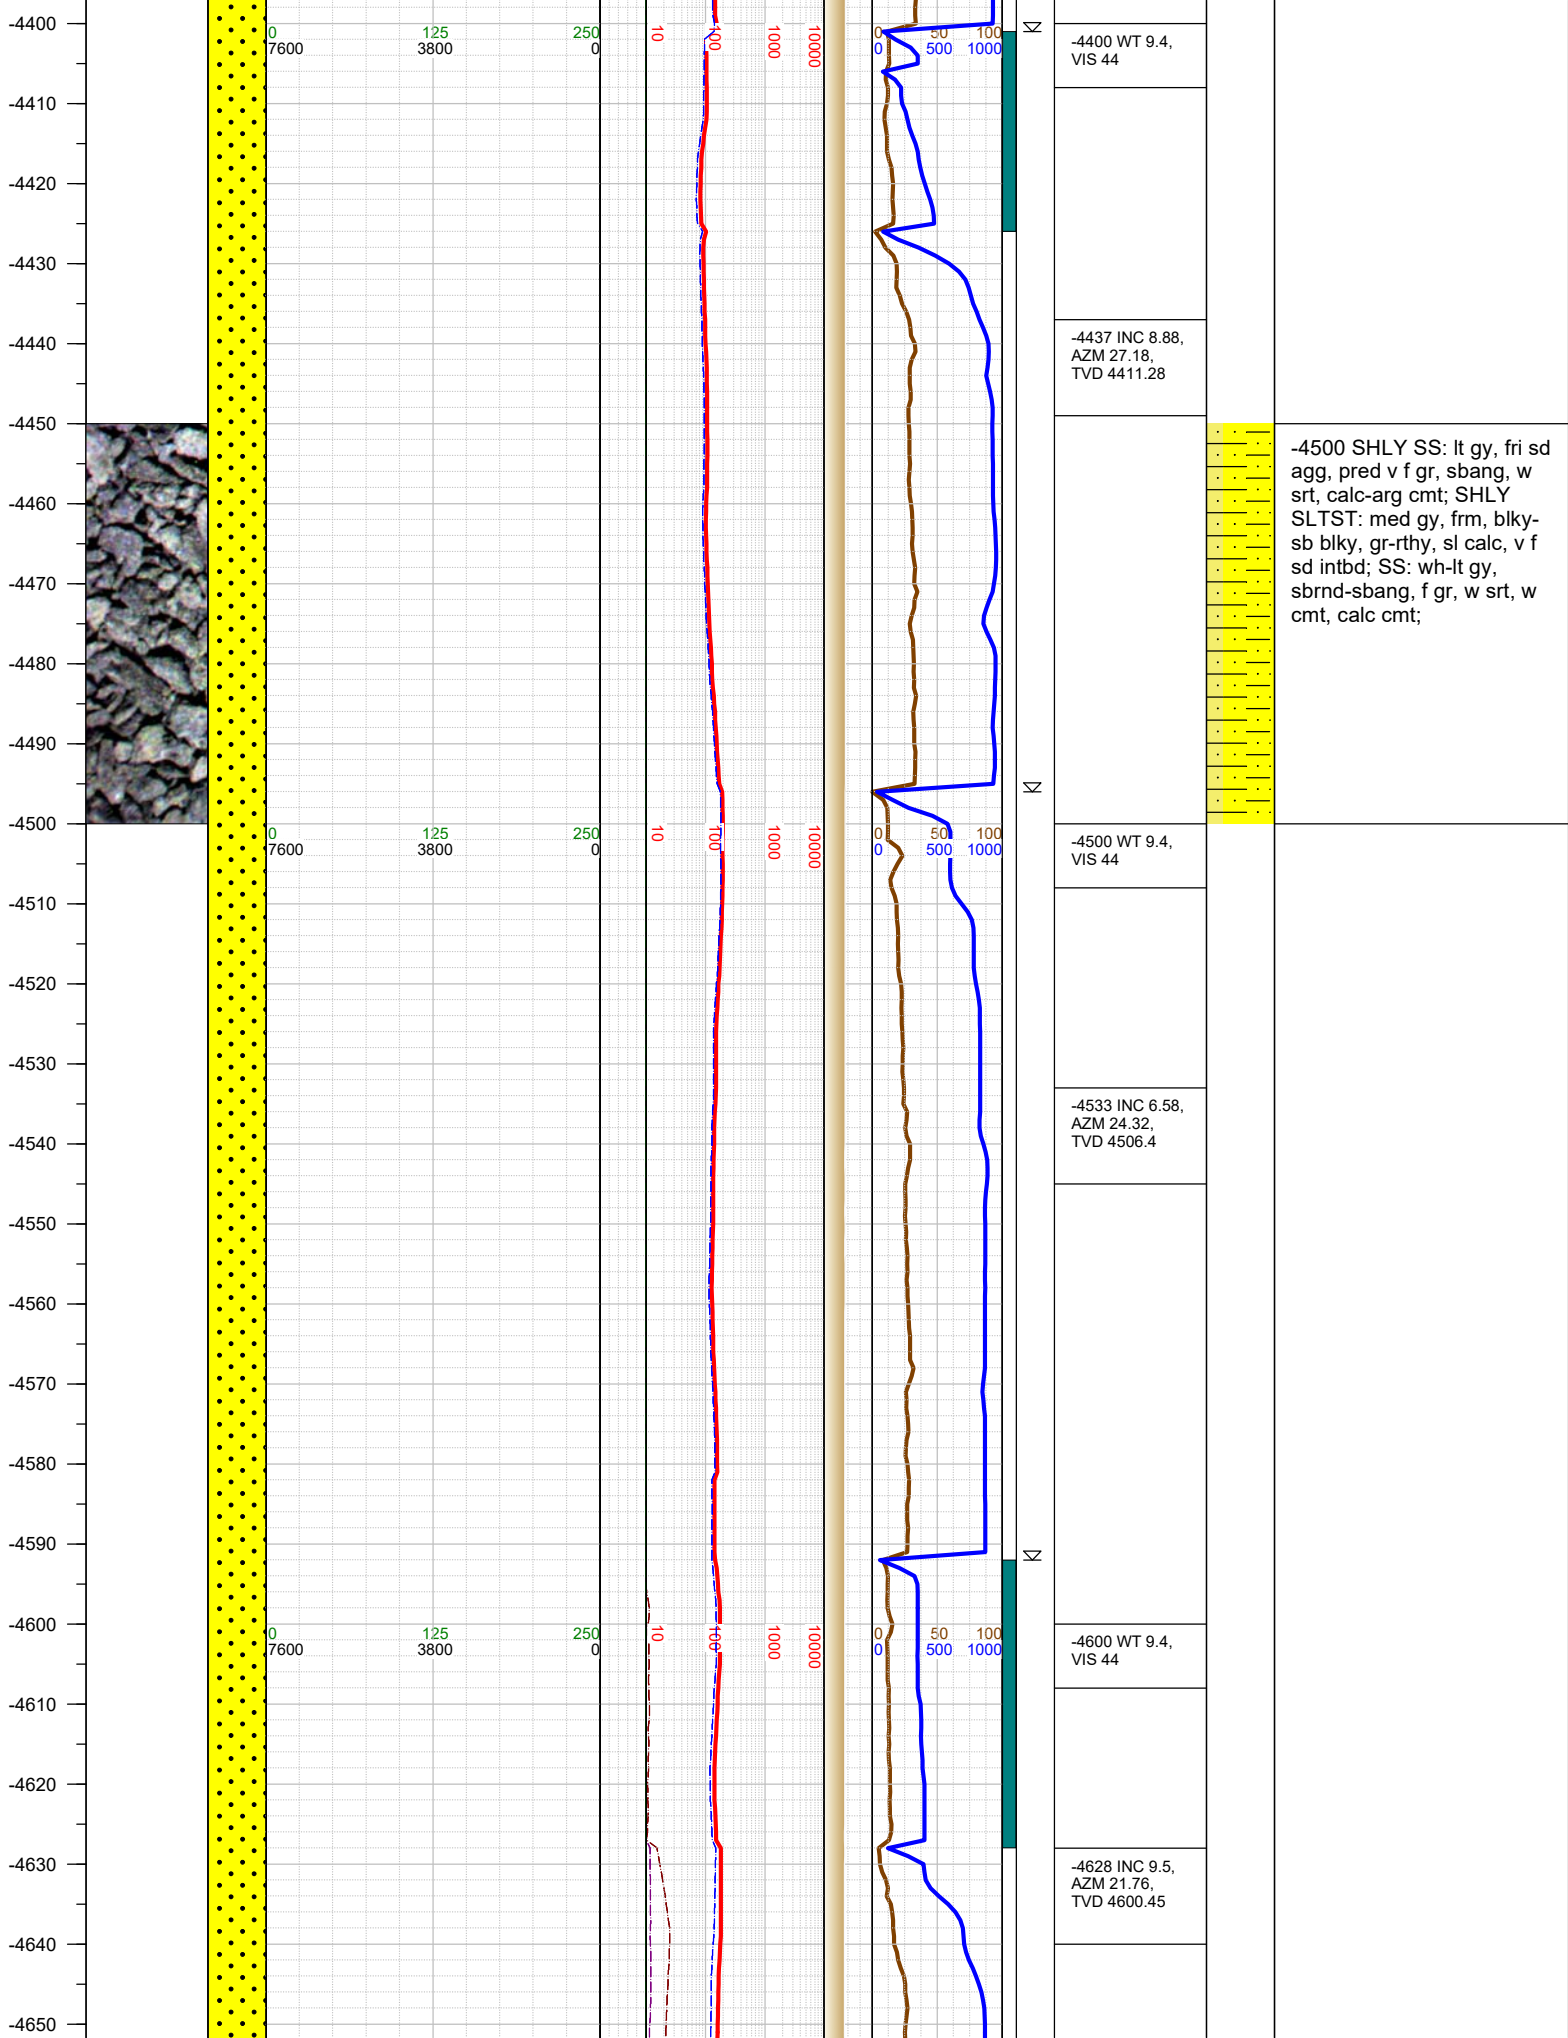 -4400
0 125 250
7600 3800 0
10 100 1000 10000
0 50 100
0 500 1000
-4400 WT 9.4,
VIS 44
-4410
-4420
-4430
-4437 INC 8.88,
AZM 27.18,
TVD 4411.28
-4440
-4450
-4500 SHLY SS: lt gy, fri sd
agg, pred v f gr, sbang, w
srt, calc-arg cmt; SHLY
SLTST: med gy, frm, blky-
sb blky, gr-rthy, sl calc, v f
sd intbd; SS: wh-lt gy,
sbrnd-sbang, f gr, w srt, w
cmt, calc cmt;
-4460
-4470
-4480
-4490
-4500
0 125 250
7600 3800 0
10 100 1000 10000
0 50 100
0 500 1000
-4500 WT 9.4,
VIS 44
-4510
-4520
-4530
-4533 INC 6.58,
AZM 24.32,
TVD 4506.4
-4540
-4550
-4560
-4570
-4580
-4590
-4600
0 125 250
7600 3800 0
10 100 1000 10000
0 50 100
0 500 1000
-4600 WT 9.4,
VIS 44
-4610
-4620
-4628 INC 9.5,
AZM 21.76,
TVD 4600.45
-4630
-4640
-4650